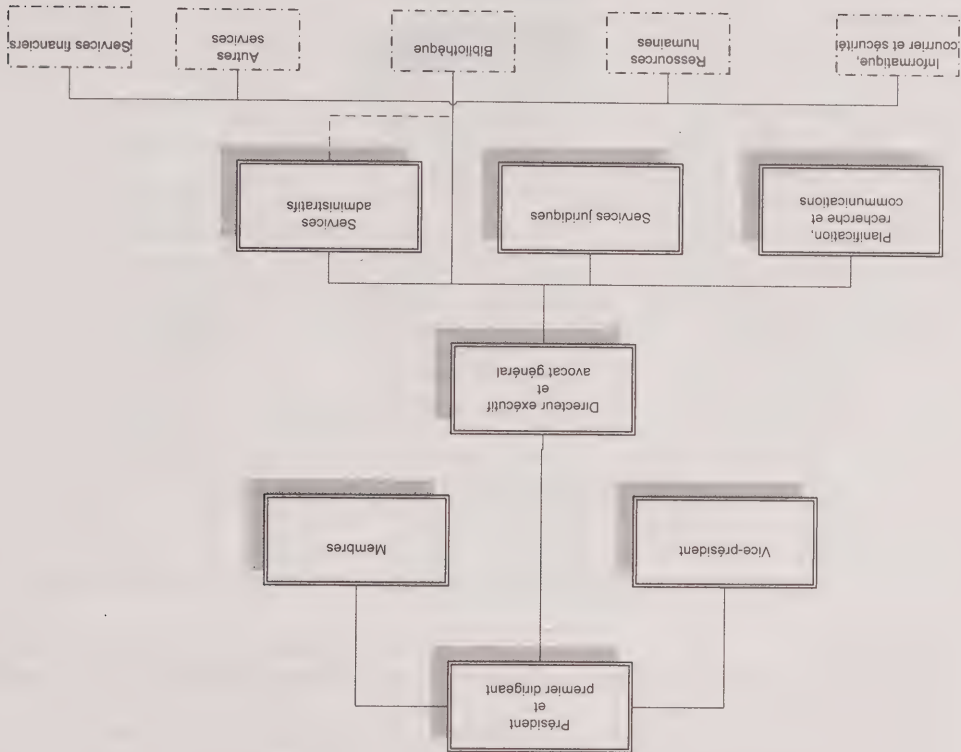 Président
et
premier dirigeant
Vice-président
Membres
Directeur exécutif
et
avocat général
Planification,
recherche et
communications
Services juridiques
Services
administratifs
Informatique,
courrier et sécurité
Ressources
humaines
Bibliothèque
Autres
services
Services financiers